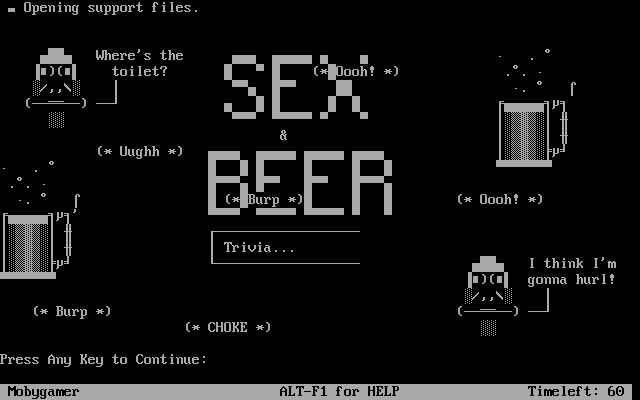 Opening support files.
Where's the
toilet?
(* Oooh! *)
SEX
&
(* Uughh *)
BEER
(* Burp *)
(* Oooh! *)
Trivia...
I think I'm
gonna hurl!
(* Burp *)
(* CHOKE *)
Press Any Key to Continue:
Mobygamer ALT-F1 for HELP Timeleft: 60